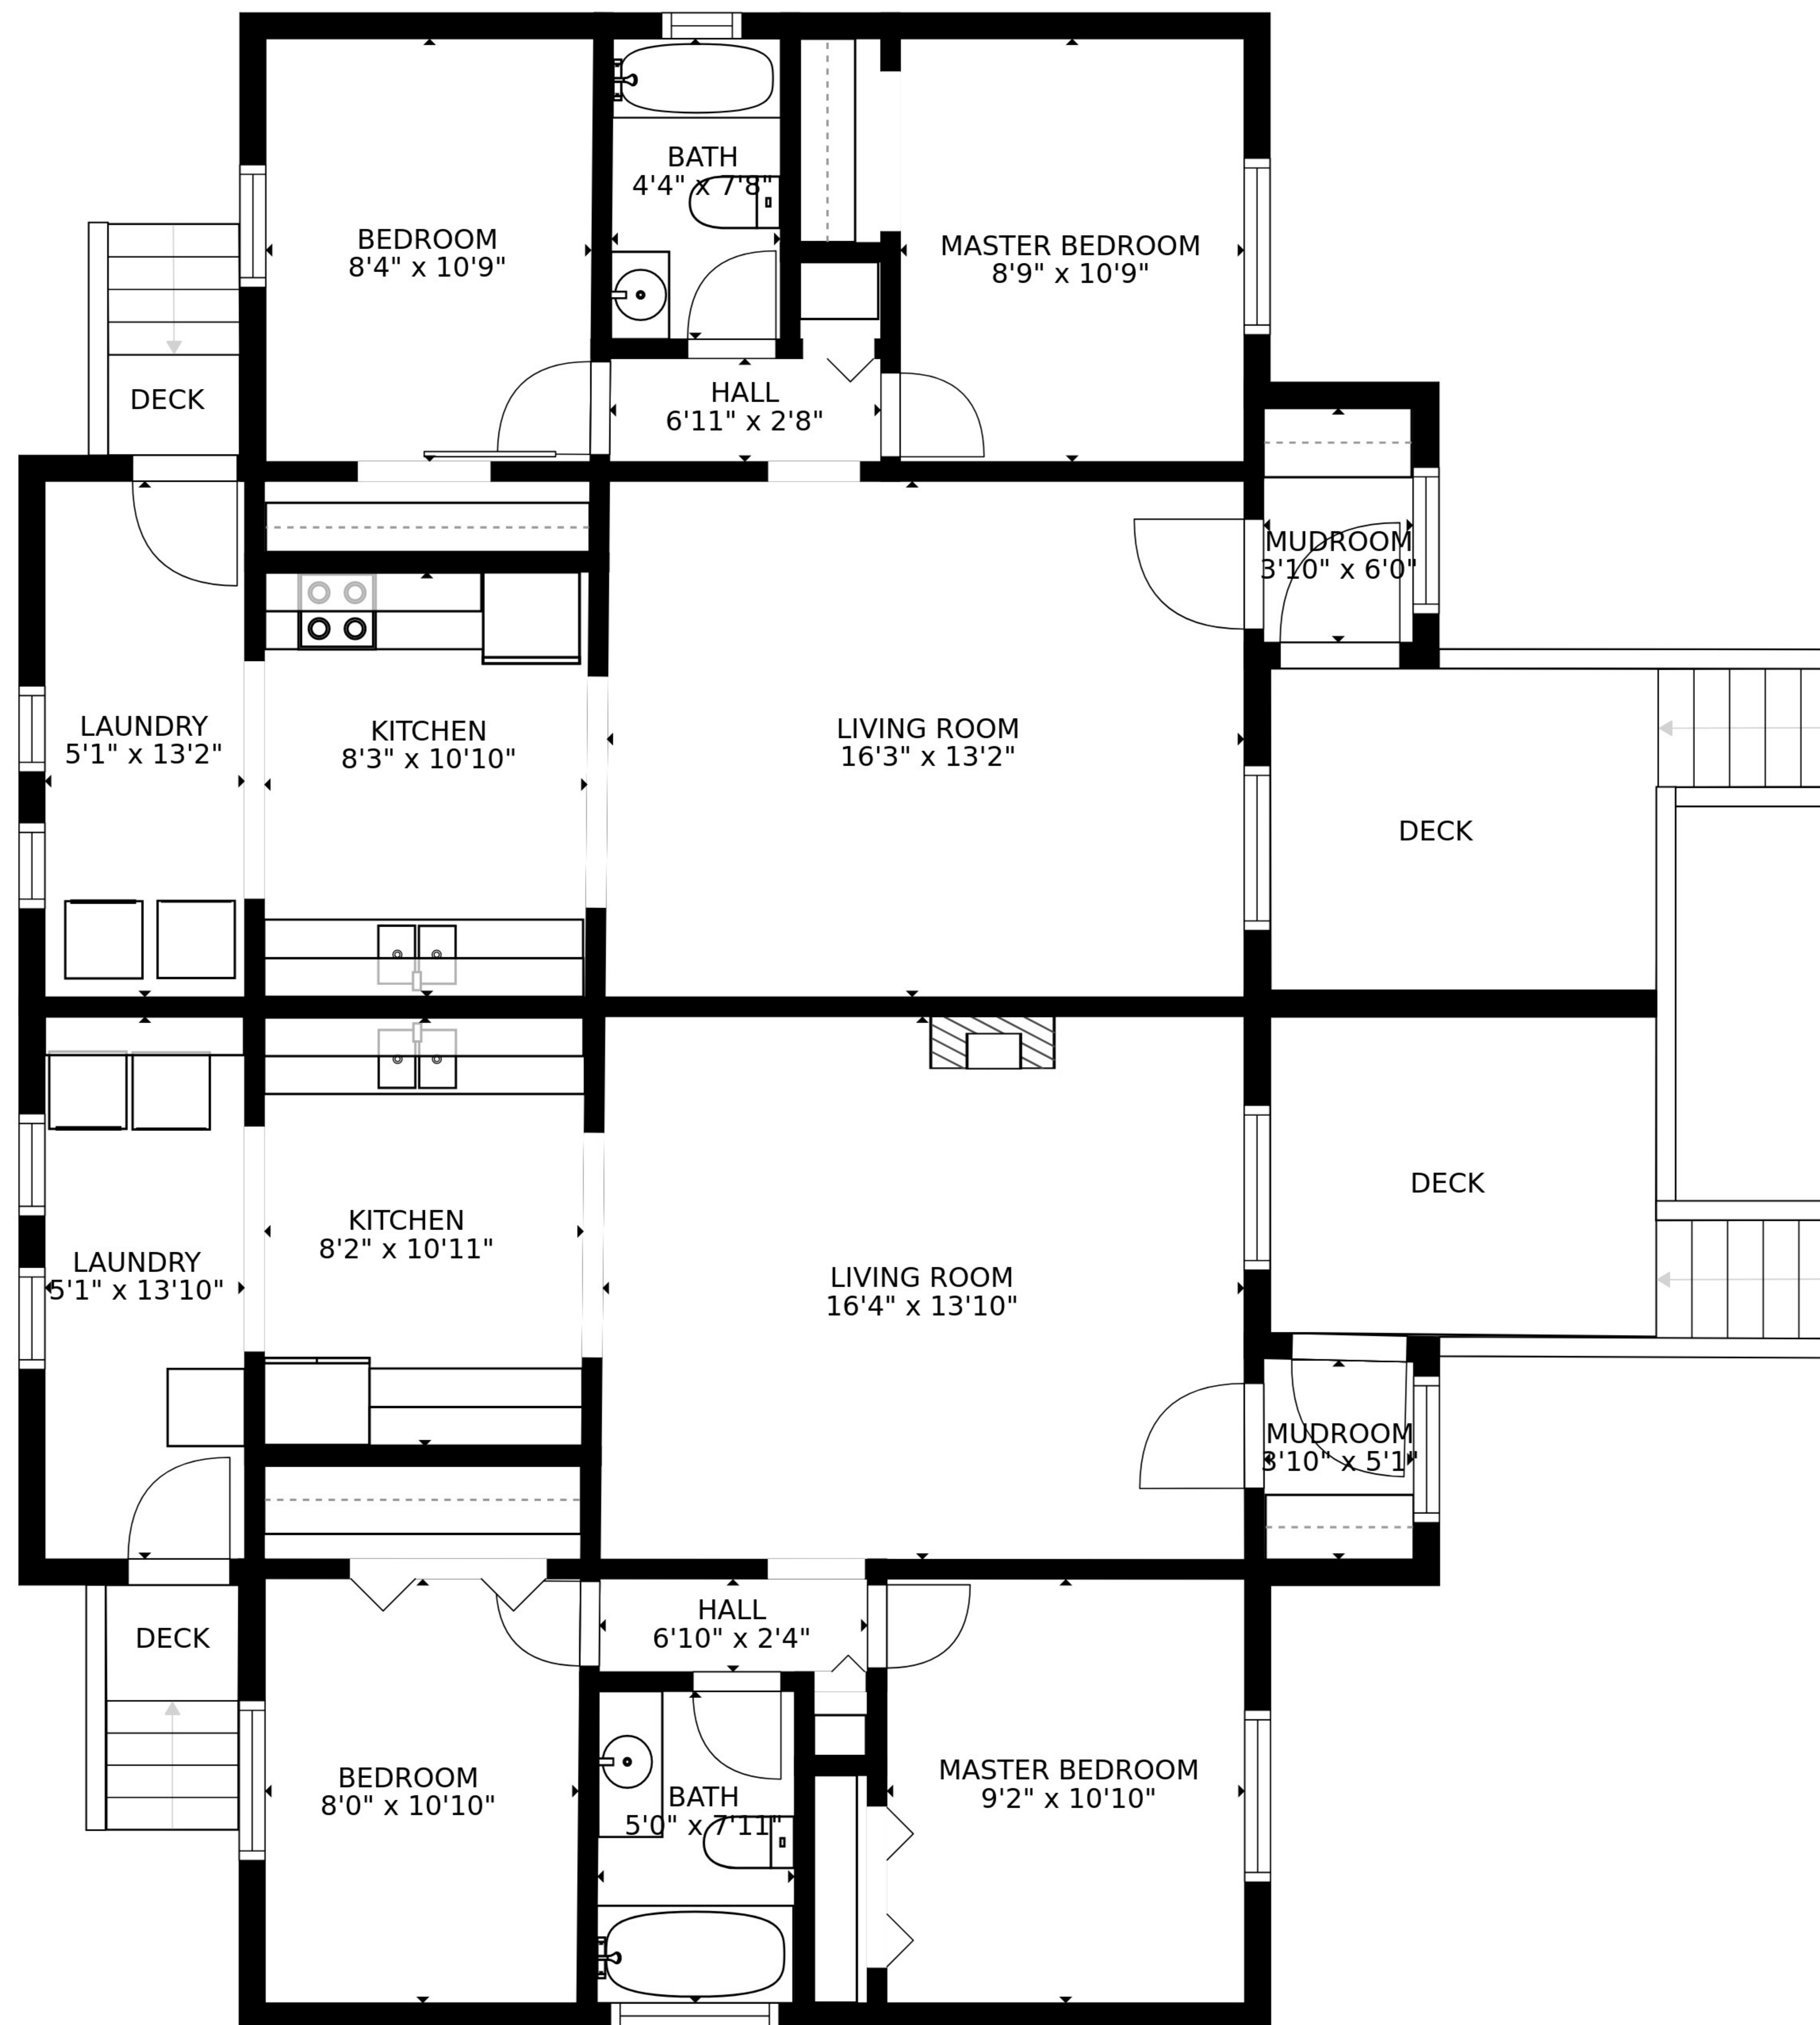 BATH
4'4" x 7'8"
BEDROOM
8'4" x 10'9"
MASTER BEDROOM
8'9" x 10'9"
DECK
HALL
6'11" x 2'8"
MUDROOM
3'10" x 6'0"
LAUNDRY
5'1" x 13'2"
KITCHEN
8'3" x 10'10"
LIVING ROOM
16'3" x 13'2"
DECK
DECK
KITCHEN
8'2" x 10'11"
LAUNDRY
5'1" x 13'10"
LIVING ROOM
16'4" x 13'10"
MUDROOM
3'10" x 5'1"
HALL
6'10" x 2'4"
DECK
BEDROOM
8'0" x 10'10"
BATH
5'0" x 7'11"
MASTER BEDROOM
9'2" x 10'10"